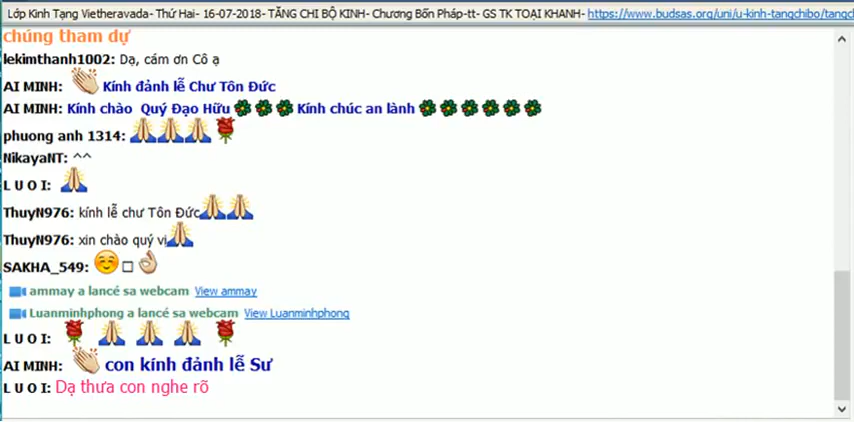 Lớp Kinh Tạng Vietheravada- Thứ Hai- 16-07-2018- TĂNG CHI BỘ KINH- Chương Bốn Pháp-tt- GS TK TOẠI KHANH- https://www.budsas.org/uni/u-kinh-tangchibo/tangc
chúng tham dự
lekimthanh1002: Dạ, cám ơn Cô ạ
AI MINH: Kính đảnh lễ Chư Tôn Đức
AI MINH: Kính chào Quý Đạo Hữu Kính chúc an lành
phuong anh 1314:
NikayaNT: ^^
L U O I:
ThuyN976: kính lễ chư Tôn Đức
ThuyN976: xin chào quý vi
SAKHA_549:
ammay a lancé sa webcam View ammay
Luanminhphong a lancé sa webcam View Luanminhphong
L U O I:
AI MINH: con kính đảnh lễ Sư
L U O I: Dạ thưa con nghe rõ